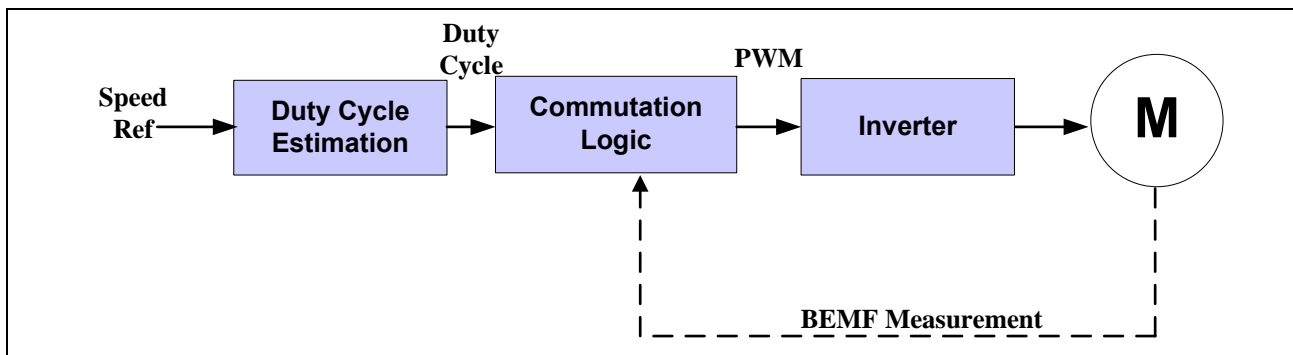 Speed
Ref
Duty Cycle
Estimation
Duty
Cycle
Commutation
Logic
PWM
Inverter
M
BEMF Measurement